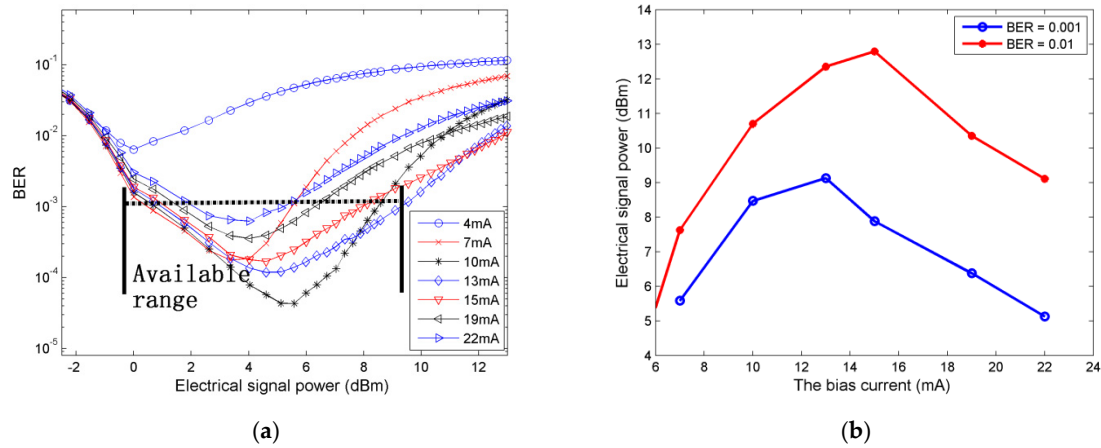 10^-1
10^-2
10^-3
10^-4
10^-5
BER
-2 0 2 4 6 8 10 12
Electrical signal power (dBm)
Available
range
4mA
7mA
10mA
13mA
15mA
19mA
22mA
(a)
14
13
12
11
10
9
8
7
6
5
4
Electrical signal power (dBm)
6 8 10 12 14 16 18 20 22 24
The bias current (mA)
BER = 0.001
BER = 0.01
(b)